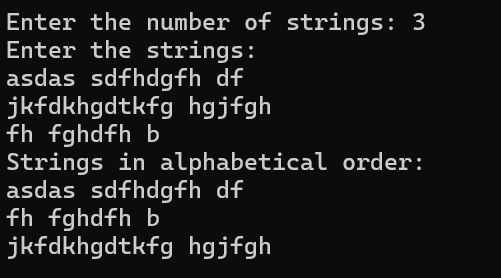 Enter the number of strings: 3
Enter the strings:
asdas sdfhdgfh df
jkfdkhgdtkfg hgjfgh
fh fghdfh b
Strings in alphabetical order:
asdas sdfhdgfh df
fh fghdfh b
jkfdkhgdtkfg hgjfgh